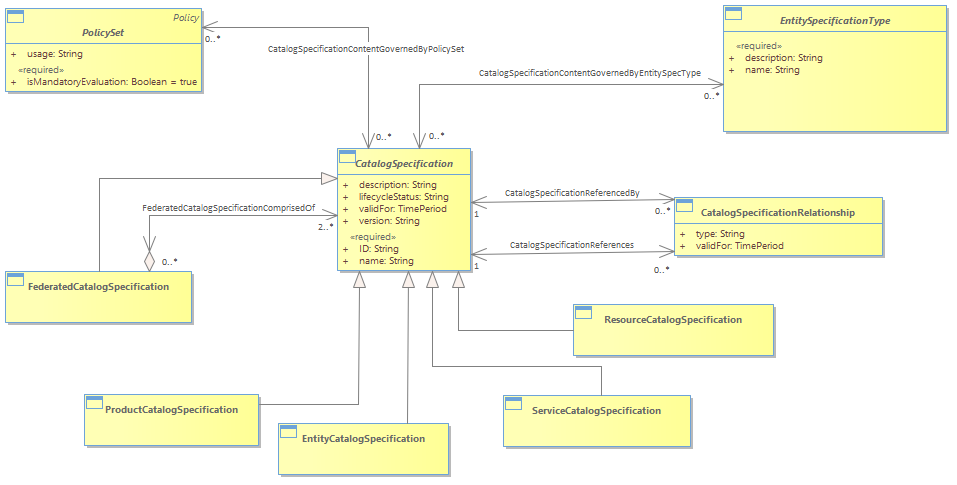 Policy
PolicySet
+ usage: String
«required»
+ isMandatoryEvaluation: Boolean = true
0..*
CatalogSpecificationContentGovernedByPolicySet
0..*
EntitySpecificationType
«required»
+ description: String
+ name: String
CatalogSpecificationContentGovernedByEntitySpecType
0..*
0..*
CatalogSpecification
+ description: String
+ lifecycleStatus: String
+ validFor: TimePeriod
+ version: String
«required»
+ ID: String
+ name: String
CatalogSpecificationReferencedBy
1
0..*
CatalogSpecificationRelationship
+ type: String
+ validFor: TimePeriod
CatalogSpecificationReferences
1
0..*
FederatedCatalogSpecificationComprisedOf
2..*
0..*
FederatedCatalogSpecification
ResourceCatalogSpecification
ProductCatalogSpecification
ServiceCatalogSpecification
EntityCatalogSpecification